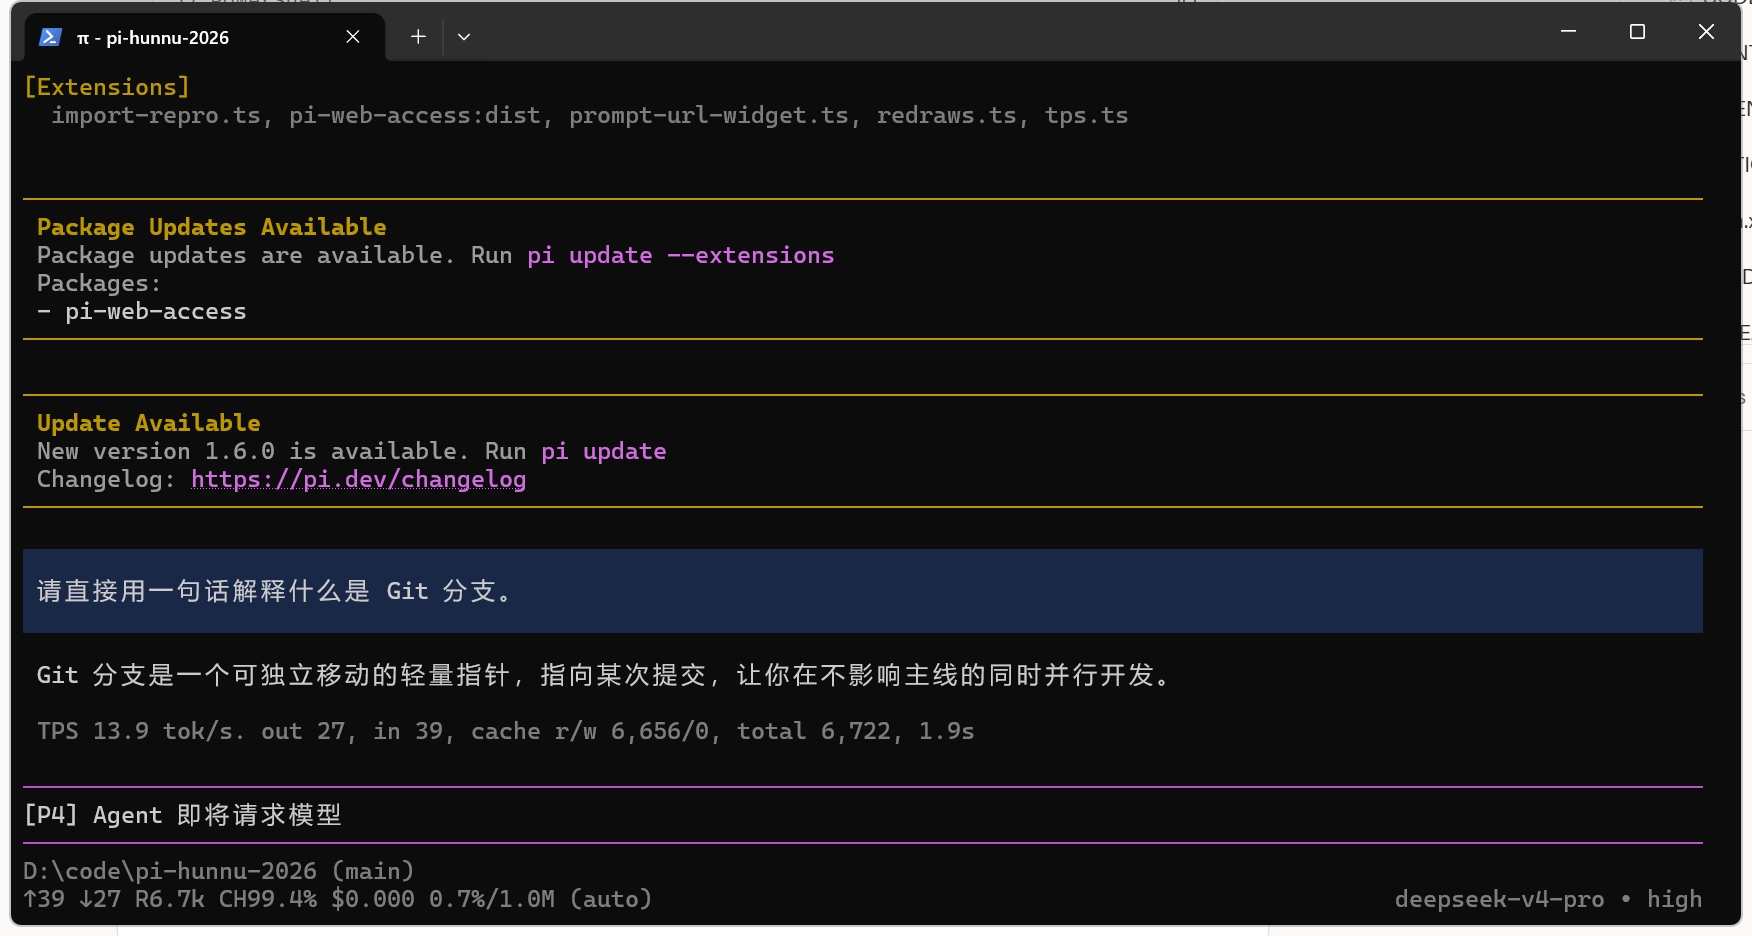 π - pi-hunnu-2026
[Extensions]
import-repro.ts, pi-web-access:dist, prompt-url-widget.ts, redraws.ts, tps.ts
Package Updates Available
Package updates are available. Run pi update --extensions
Packages:
- pi-web-access
Update Available
New version 1.6.0 is available. Run pi update
Changelog: https://pi.dev/changelog
请直接用一句话解释什么是 Git 分支。
Git 分支是一个可独立移动的轻量指针，指向某次提交，让你在不影响主线的同时并行开发。
TPS 13.9 tok/s. out 27, in 39, cache r/w 6,656/0, total 6,722, 1.9s
[P4] Agent 即将请求模型
D:\code\pi-hunnu-2026 (main)
↑39 ↓27 R6.7k CH99.4% $0.000 0.7%/1.0M (auto) deepseek-v4-pro • high